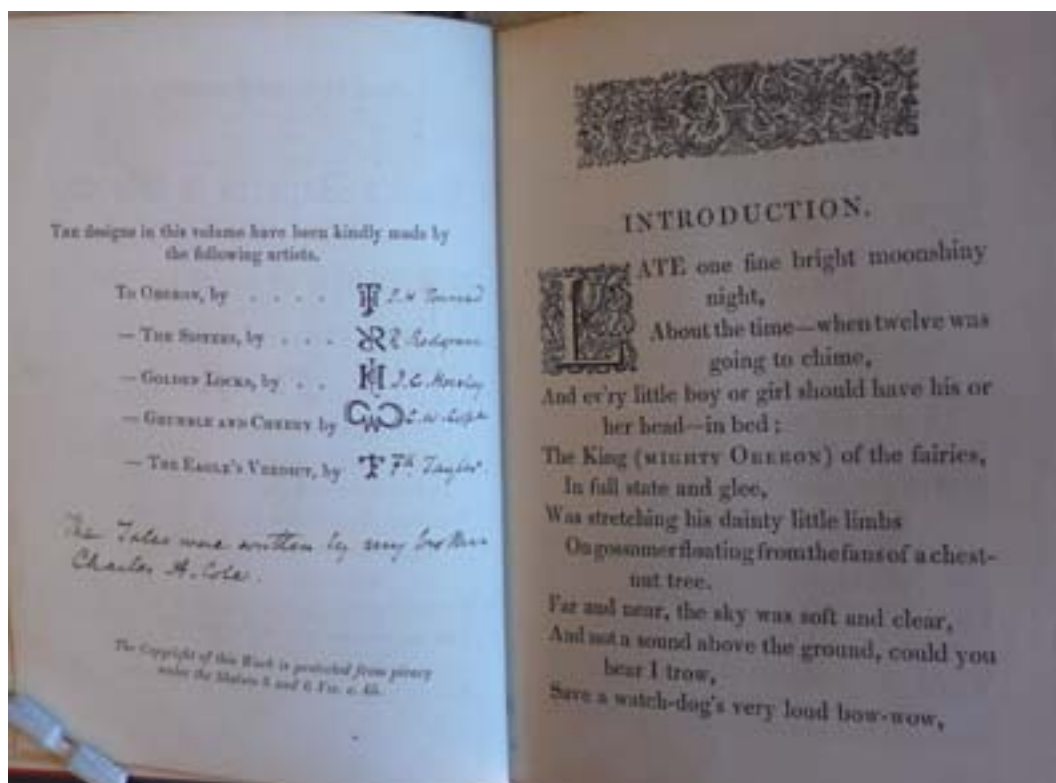 The designs in this volume have been kindly made by
the following artists.
To Oberon, by . . . . J.H. Townsend
— The Sisters, by . . . R. Redgrave
— Golden Locks, by . . J.C. Horsley
— Grumble and Cheery by C.W. Cope
— The Eagle's Verdict, by T Fk. Tayler.
The Tales were written by my brother
Charles A. Cole.
The Copyright of this Work is protected from piracy
under the Statute 5 and 6 Vic. c. 45.
INTRODUCTION.
LATE one fine bright moonshiny
night,
About the time—when twelve was
going to chime,
And ev'ry little boy or girl should have his or
her head—in bed;
The King (MIGHTY OBERON) of the fairies,
In full state and glee,
Was stretching his dainty little limbs
On gossamer floating from the fans of a chest-
nut tree.
Far and near, the sky was soft and clear,
And not a sound above the ground, could you
hear I trow,
Save a watch-dog's very loud bow-wow,